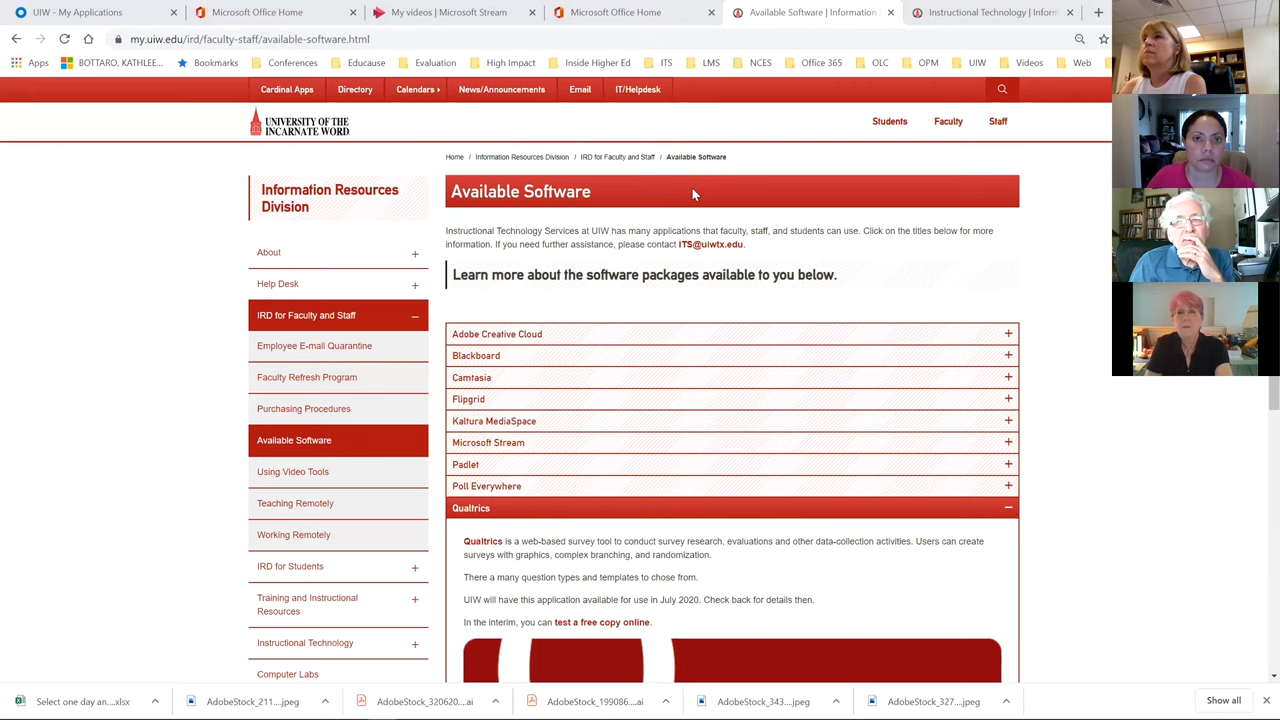 UIW - My Applications
Microsoft Office Home
My videos | Microsoft Stream
Microsoft Office Home
Available Software | Information
Instructional Technology | Inform
my.uiw.edu/ird/faculty-staff/available-software.html
Apps
BOTTARO, KATHLEE...
Bookmarks
Conferences
Educause
Evaluation
High Impact
Inside Higher Ed
ITS
LMS
NCES
Office 365
OLC
OPM
UIW
Videos
Web
Cardinal Apps
Directory
Calendars
News/Announcements
Email
IT/Helpdesk
UNIVERSITY OF THE
INCARNATE WORD
Students
Faculty
Staff
Home / Information Resources Division / IRD for Faculty and Staff / Available Software
Information Resources
Division
About
Help Desk
IRD for Faculty and Staff
Employee E-mail Quarantine
Faculty Refresh Program
Purchasing Procedures
Available Software
Using Video Tools
Teaching Remotely
Working Remotely
IRD for Students
Training and Instructional
Resources
Instructional Technology
Computer Labs
Available Software
Instructional Technology Services at UIW has many applications that faculty, staff, and students can use. Click on the titles below for more
information. If you need further assistance, please contact ITS@uiwtx.edu.
Learn more about the software packages available to you below.
Adobe Creative Cloud
Blackboard
Camtasia
Flipgrid
Kaltura MediaSpace
Microsoft Stream
Padlet
Poll Everywhere
Qualtrics
Qualtrics is a web-based survey tool to conduct survey research, evaluations and other data-collection activities. Users can create
surveys with graphics, complex branching, and randomization.
There a many question types and templates to chose from.
UIW will have this application available for use in July 2020. Check back for details then.
In the interim, you can test a free copy online.
Select one day an....xlsx
AdobeStock_211....jpeg
AdobeStock_320620....ai
AdobeStock_199086....ai
AdobeStock_343....jpeg
AdobeStock_327....jpeg
Show all